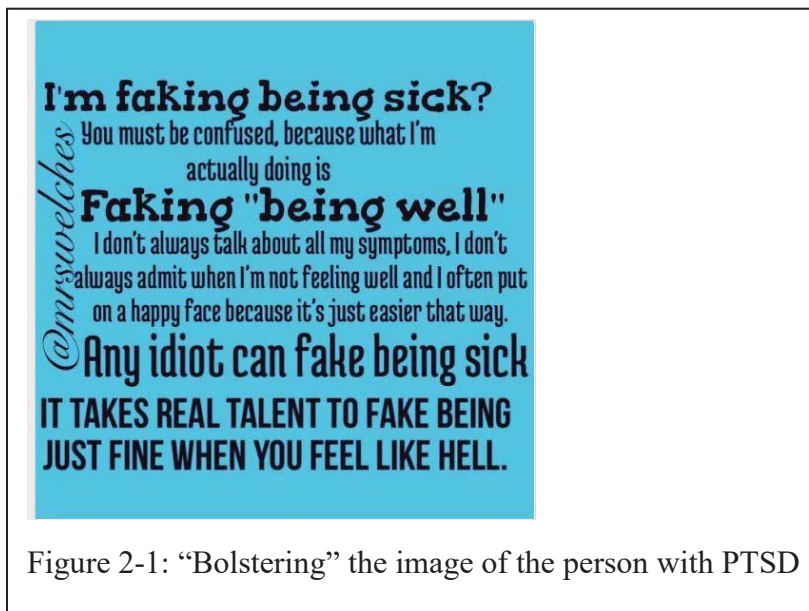 I'm faking being sick?
You must be confused, because what I'm
actually doing is
Faking "being well"
I don't always talk about all my symptoms, I don't
always admit when I'm not feeling well and I often put
on a happy face because it's just easier that way.
Any idiot can fake being sick
IT TAKES REAL TALENT TO FAKE BEING
JUST FINE WHEN YOU FEEL LIKE HELL.
@mrswelches
Figure 2-1: “Bolstering” the image of the person with PTSD